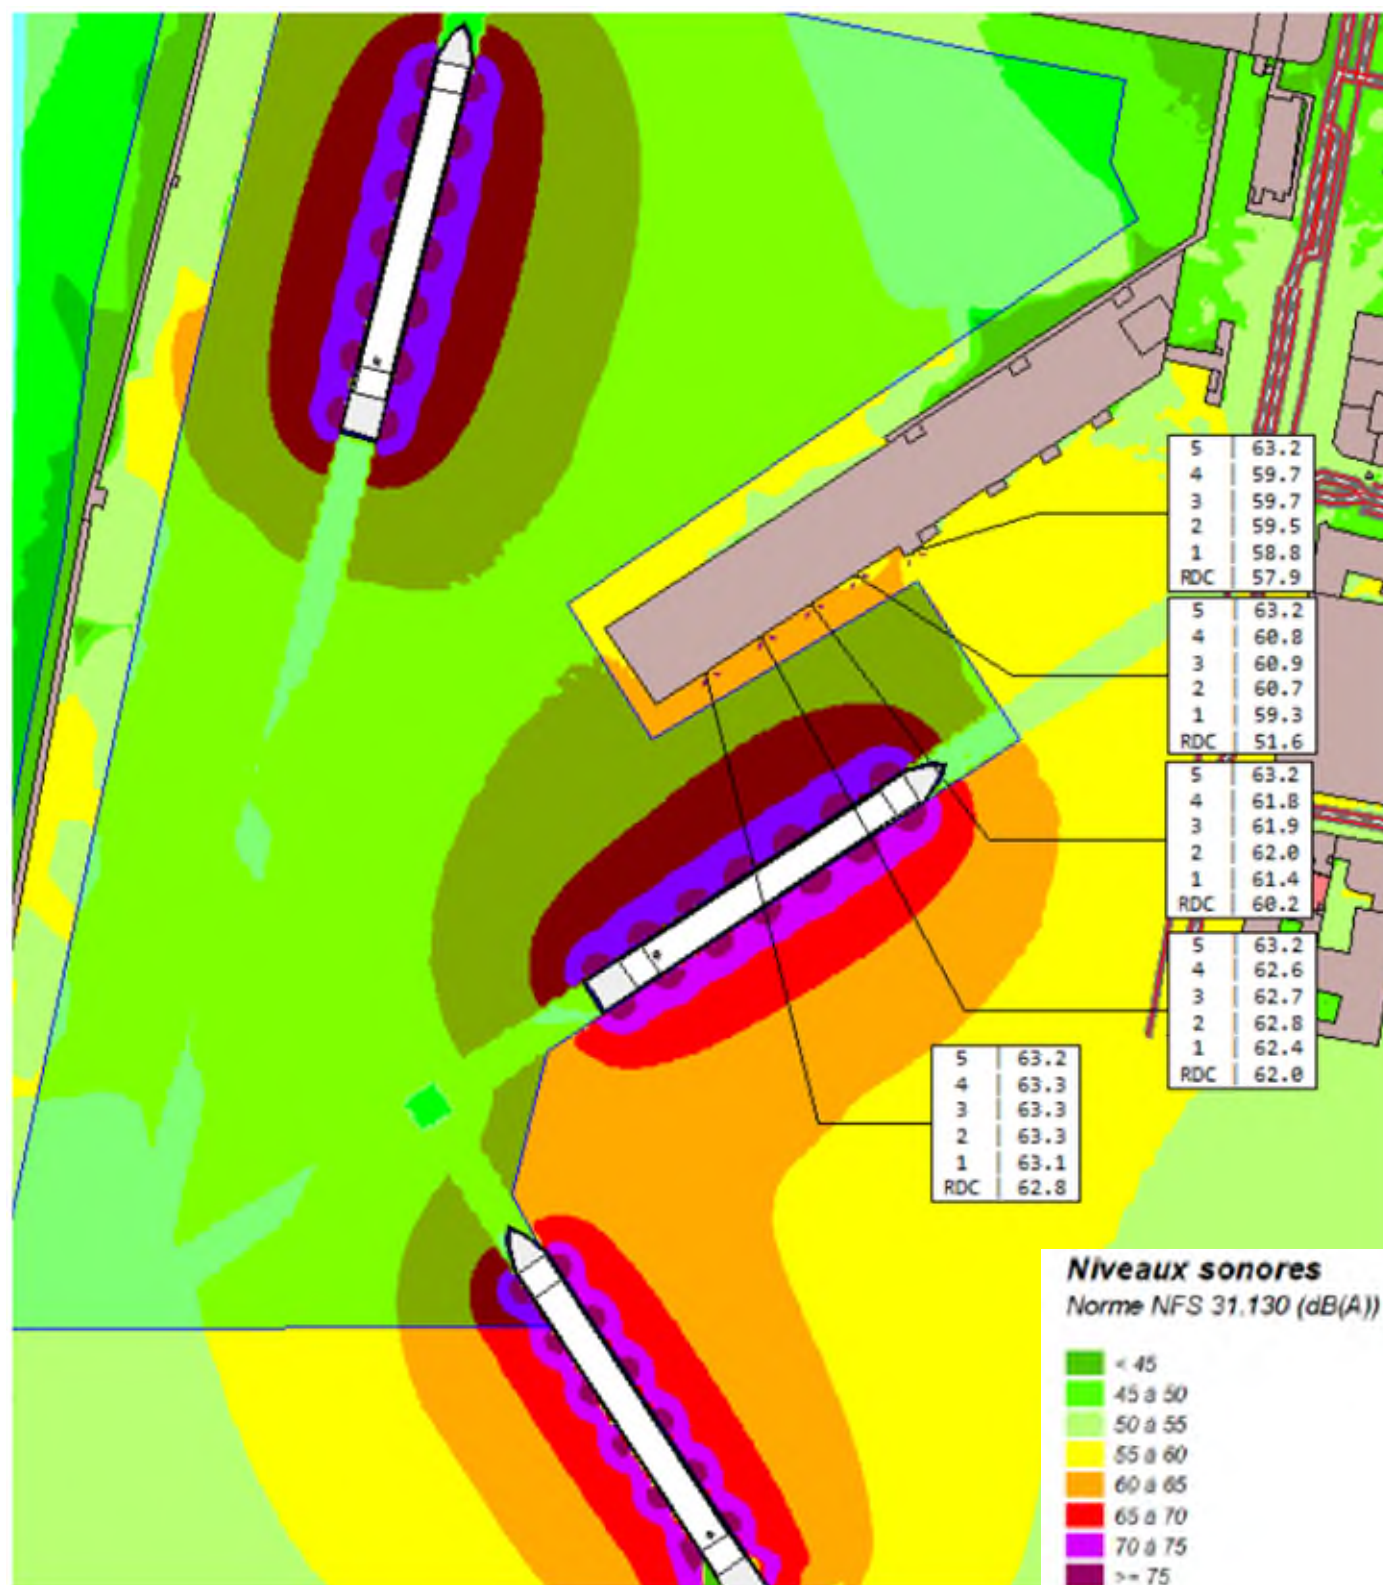 5 | 63.2
4 | 59.7
3 | 59.7
2 | 59.5
1 | 58.8
RDC | 57.9
5 | 63.2
4 | 60.8
3 | 60.9
2 | 60.7
1 | 59.3
RDC | 51.6
5 | 63.2
4 | 61.8
3 | 61.9
2 | 62.0
1 | 61.4
RDC | 60.2
5 | 63.2
4 | 62.6
3 | 62.7
2 | 62.8
1 | 62.4
RDC | 62.0
5 | 63.2
4 | 63.3
3 | 63.3
2 | 63.3
1 | 63.1
RDC | 62.8
Niveaux sonores
Norme NFS 31.130 (dB(A))
< 45
45 à 50
50 à 55
55 à 60
60 à 65
65 à 70
70 à 75
>= 75